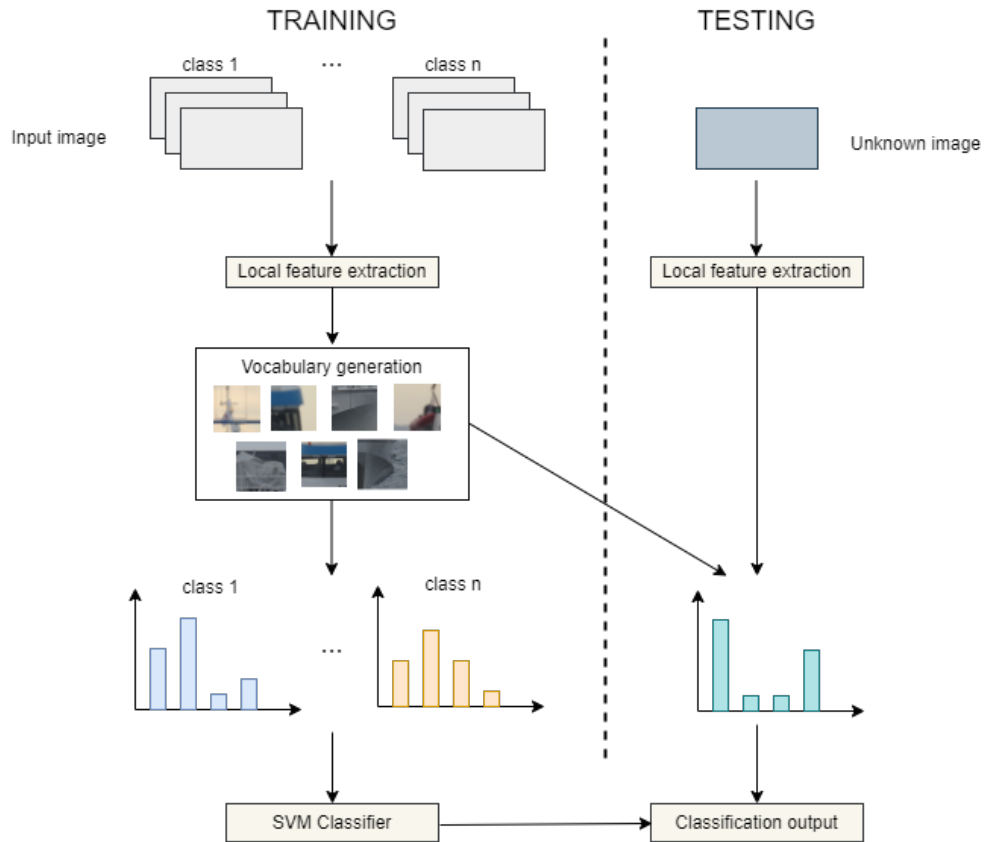 TRAINING
TESTING
class 1
...
class n
Input image
Unknown image
Local feature extraction
Local feature extraction
Vocabulary generation
class 1
...
class n
SVM Classifier
Classification output